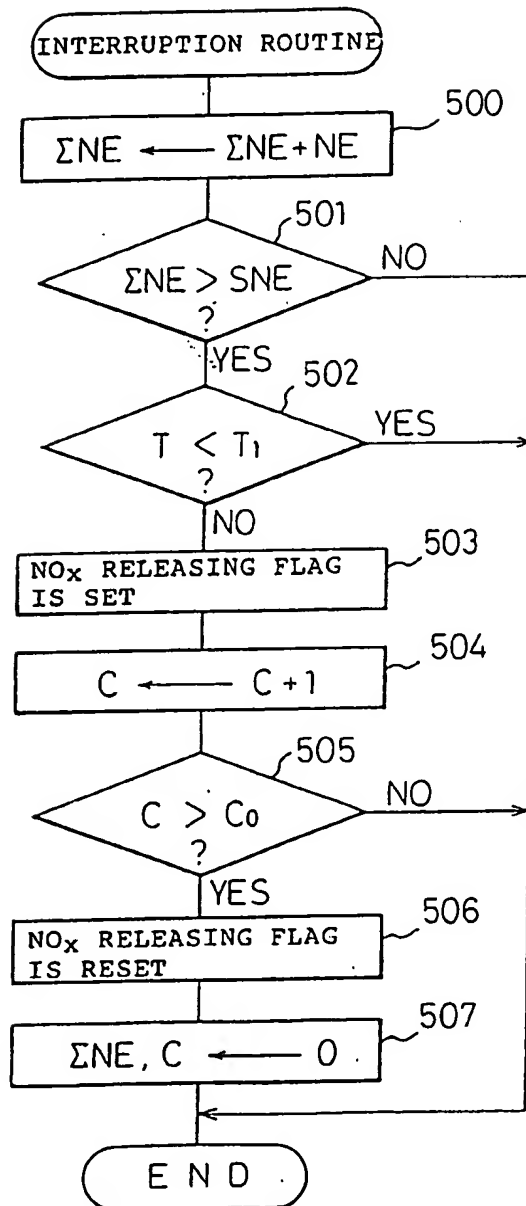 INTERRUPTION ROUTINE
500
ΣNE ← ΣNE+NE
501
ΣNE > SNE
?
NO
YES
502
T < T1
?
YES
NO
503
NOx RELEASING FLAG
IS SET
504
C ← C+1
505
C > C0
?
NO
YES
506
NOx RELEASING FLAG
IS RESET
507
ΣNE, C ← 0
END